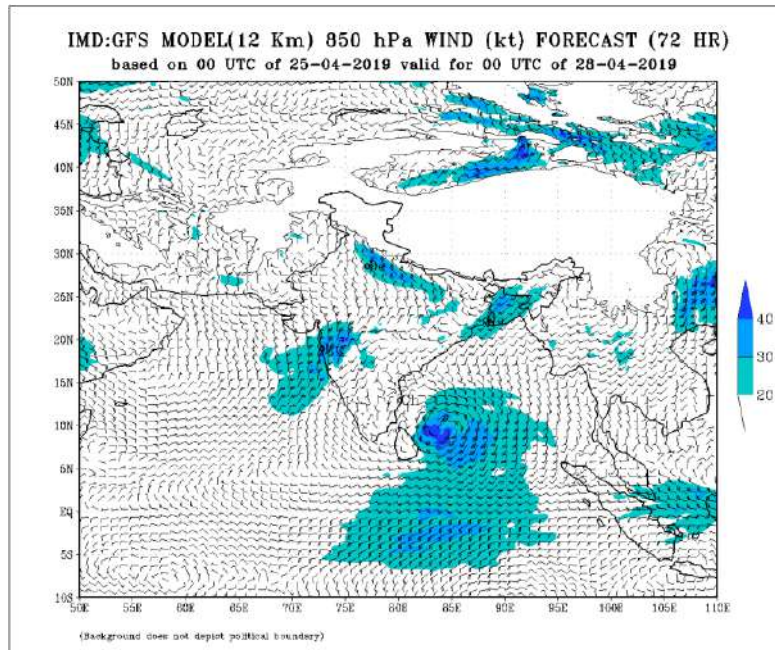 IMD:GFS MODEL(12 Km) 850 hPa WIND (kt) FORECAST (72 HR)
based on 00 UTC of 25-04-2019 valid for 00 UTC of 28-04-2019
50N
45N
40N
35N
30N
25N
20N
15N
10N
6N
EQ
5S
10S
50E 55E 60E 65E 70E 75E 80E 85E 90E 95E 100E 105E 110E
40
30
20
(Background does not depict political boundary)